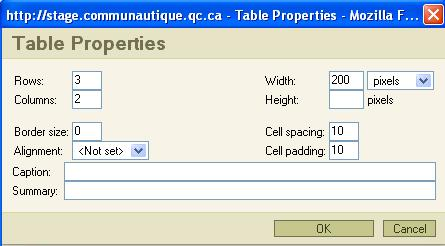 http://stage.communautique.qc.ca - Table Properties - Mozilla F...
Table Properties
Rows: 3 Width: 200 pixels
Columns: 2 Height: pixels
Border size: 0 Cell spacing: 10
Alignment: <Not set> Cell padding: 10
Caption:
Summary:
OK Cancel